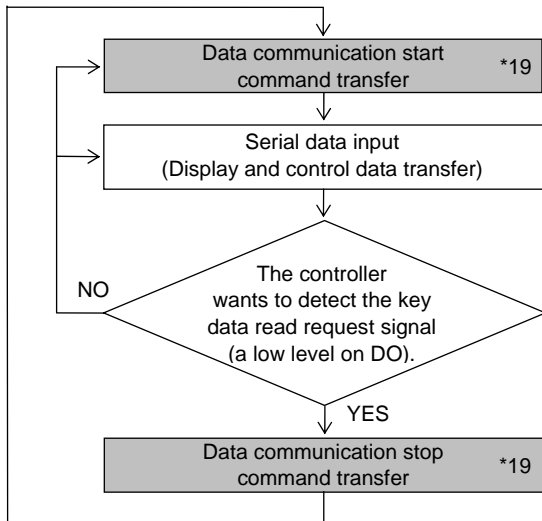 Data communication start
command transfer
*19
Serial data input
(Display and control data transfer)
The controller
wants to detect the key
data read request signal
(a low level on DO).
NO
YES
Data communication stop
command transfer
*19